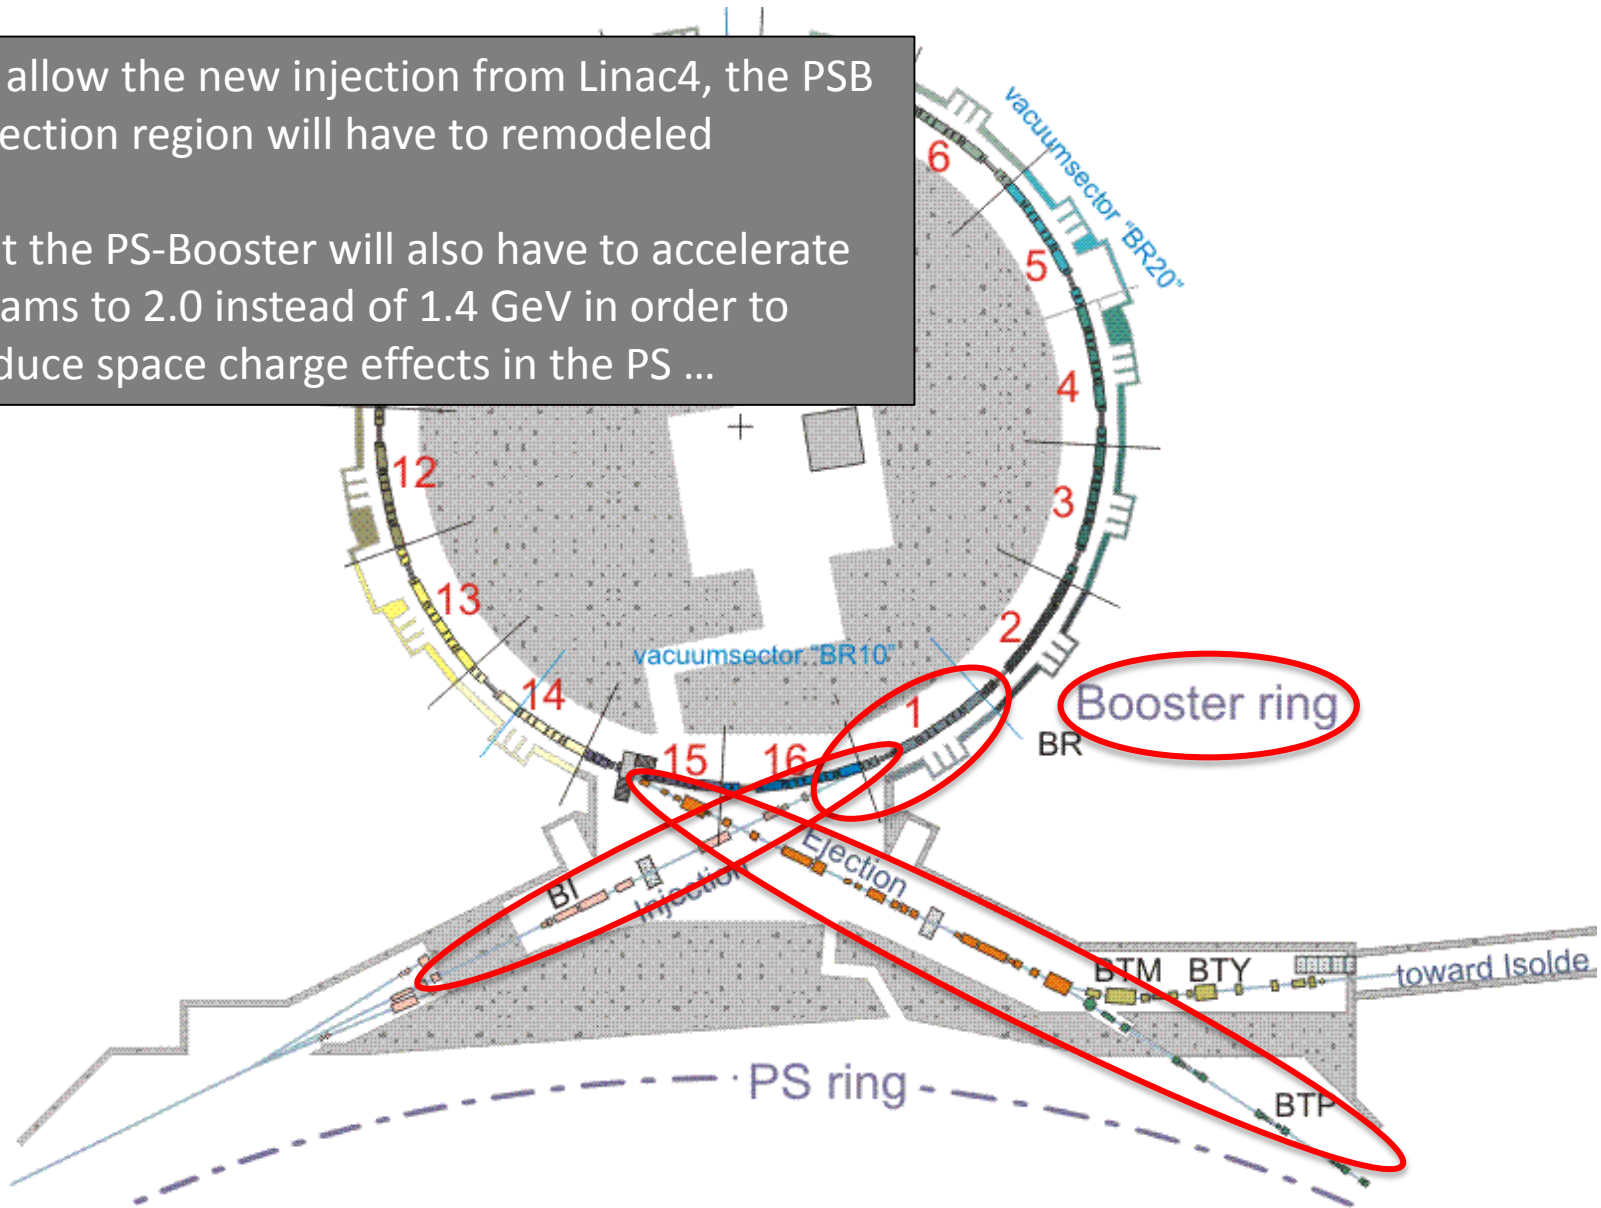 allow the new injection from Linac4, the PSB
ection region will have to remodeled
t the PS-Booster will also have to accelerate
ams to 2.0 instead of 1.4 GeV in order to
duce space charge effects in the PS ...
6
vacuumsector "BR20"
5
4
12
3
13
2
vacuumsector "BR10"
14
1
Booster ring
BR
15
16
Ejection
BI
Injection
BTM
BTY
toward Isolde
PS ring
BTP